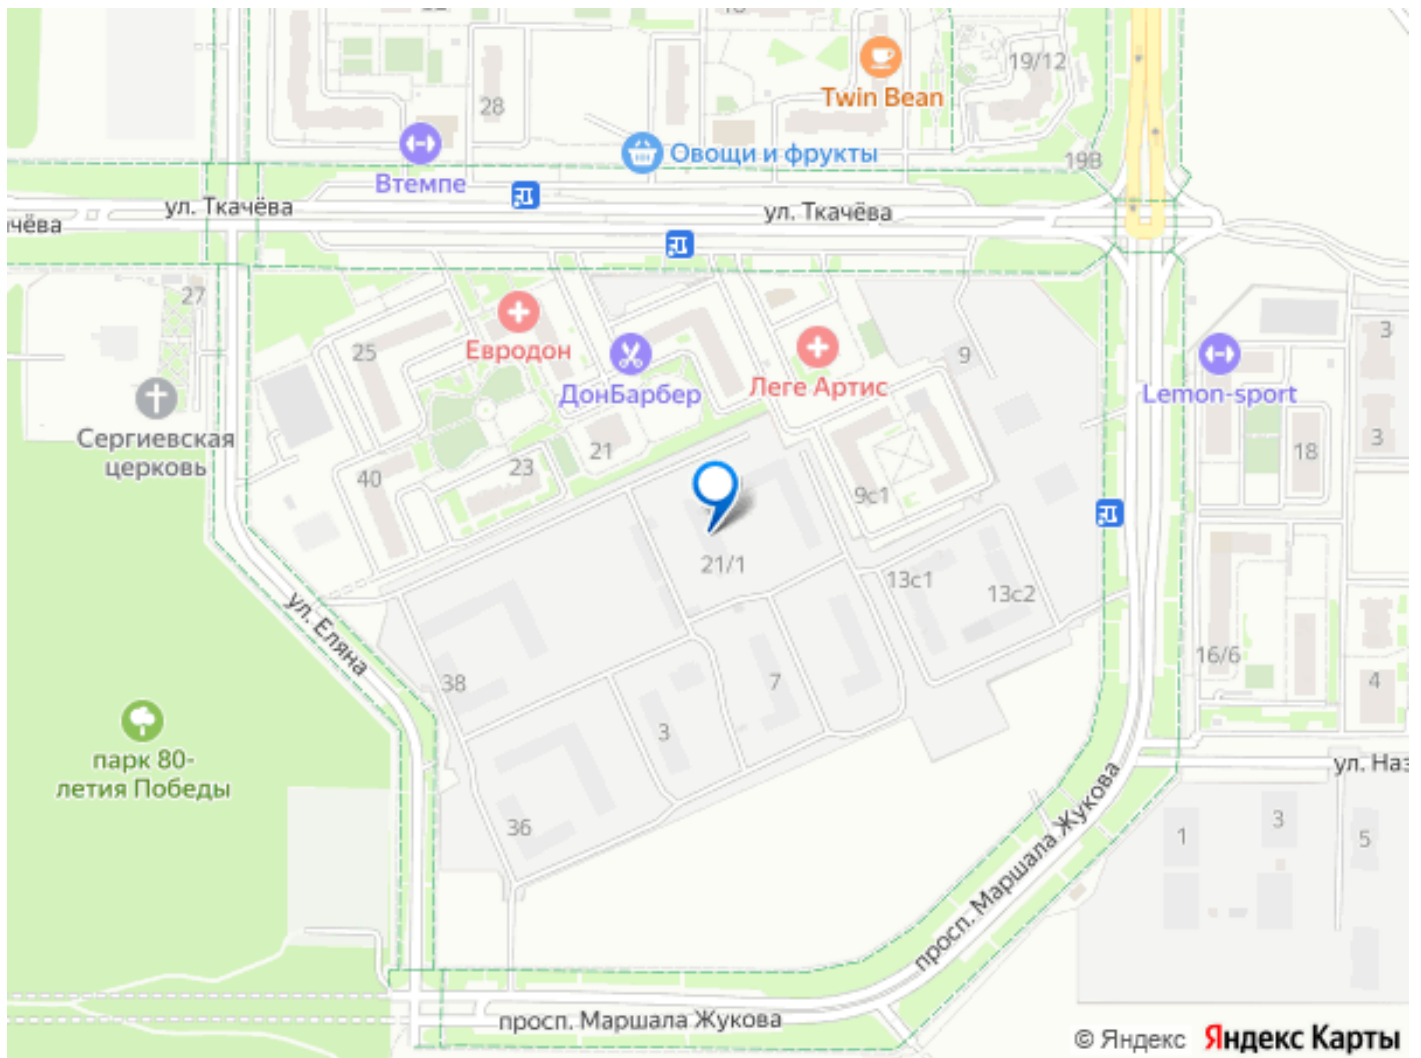 28
19/12
Twin Bean
19В
Втемпе
Овощи и фрукты
ул. Ткачёва
ул. Ткачёва
чёва
27
25
Евродон
ДонБарбер
Леге Артис
9
3
Lemon-sport
Сергиевская
церковь
40
23
21
9с1
18
3
21/1
13с1
13с2
ул. Еляна
16/6
38
7
4
3
парк 80-
летия Победы
ул. Наз
36
просп. Маршала Жукова
1
3
5
просп. Маршала Жукова
© Яндекс Яндекс Карты